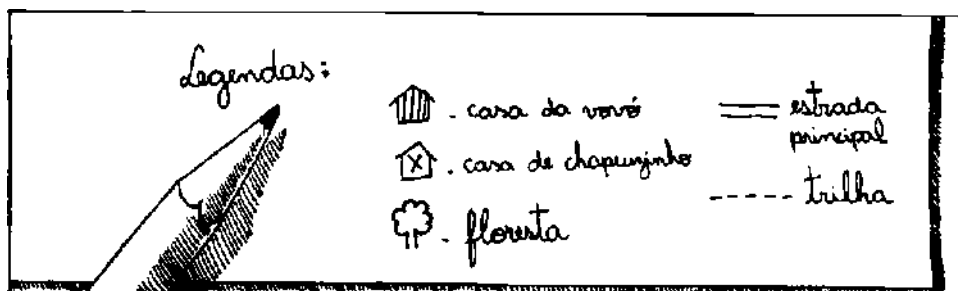 Legendas:
. casa da vovó
. casa de chapeuzinho
. floresta
estrada
principal
trilha